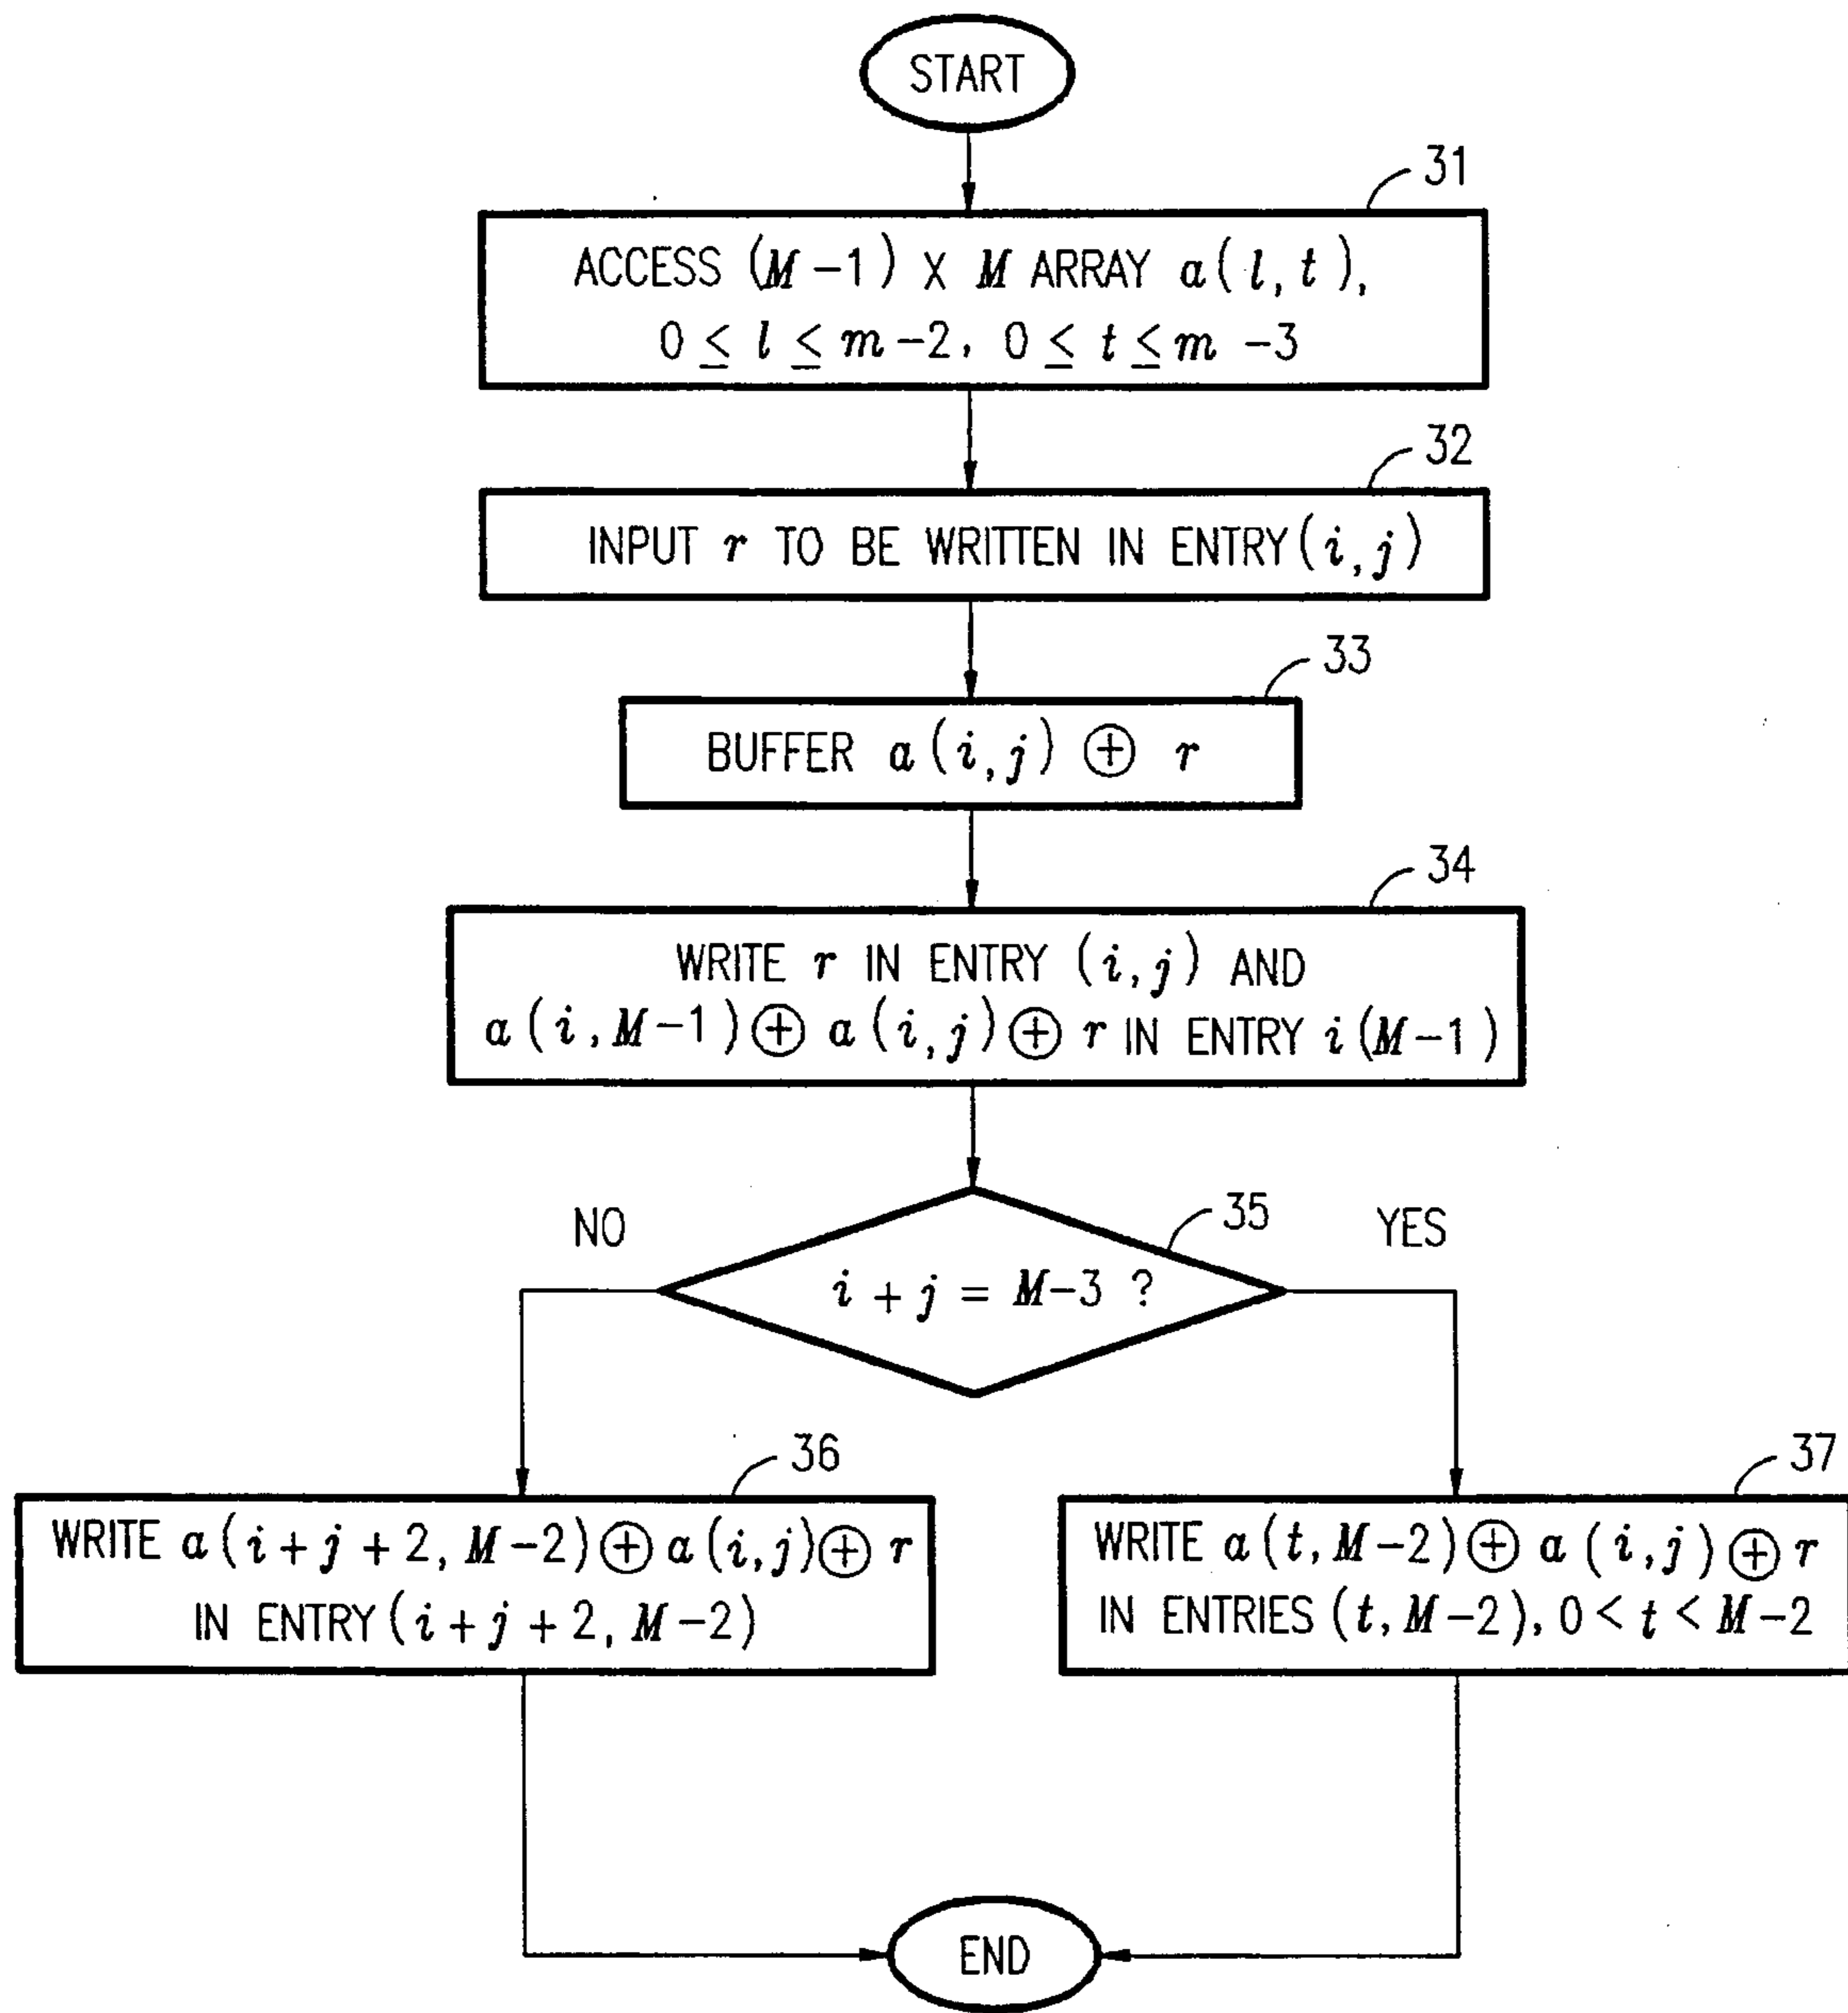 START
31
ACCESS (M-1) X M ARRAY a(l,t),
0 ≤ l ≤ m-2, 0 ≤ t ≤ m-3
32
INPUT r TO BE WRITTEN IN ENTRY(i,j)
33
BUFFER a(i,j) ⊕ r
34
WRITE r IN ENTRY (i,j) AND
a(i,M-1) ⊕ a(i,j) ⊕ r IN ENTRY i(M-1)
35
NO
YES
i + j = M-3 ?
36
WRITE a(i+j+2, M-2) ⊕ a(i,j) ⊕ r
IN ENTRY(i+j+2, M-2)
37
WRITE a(t,M-2) ⊕ a(i,j) ⊕ r
IN ENTRIES (t,M-2), 0 < t < M-2
END